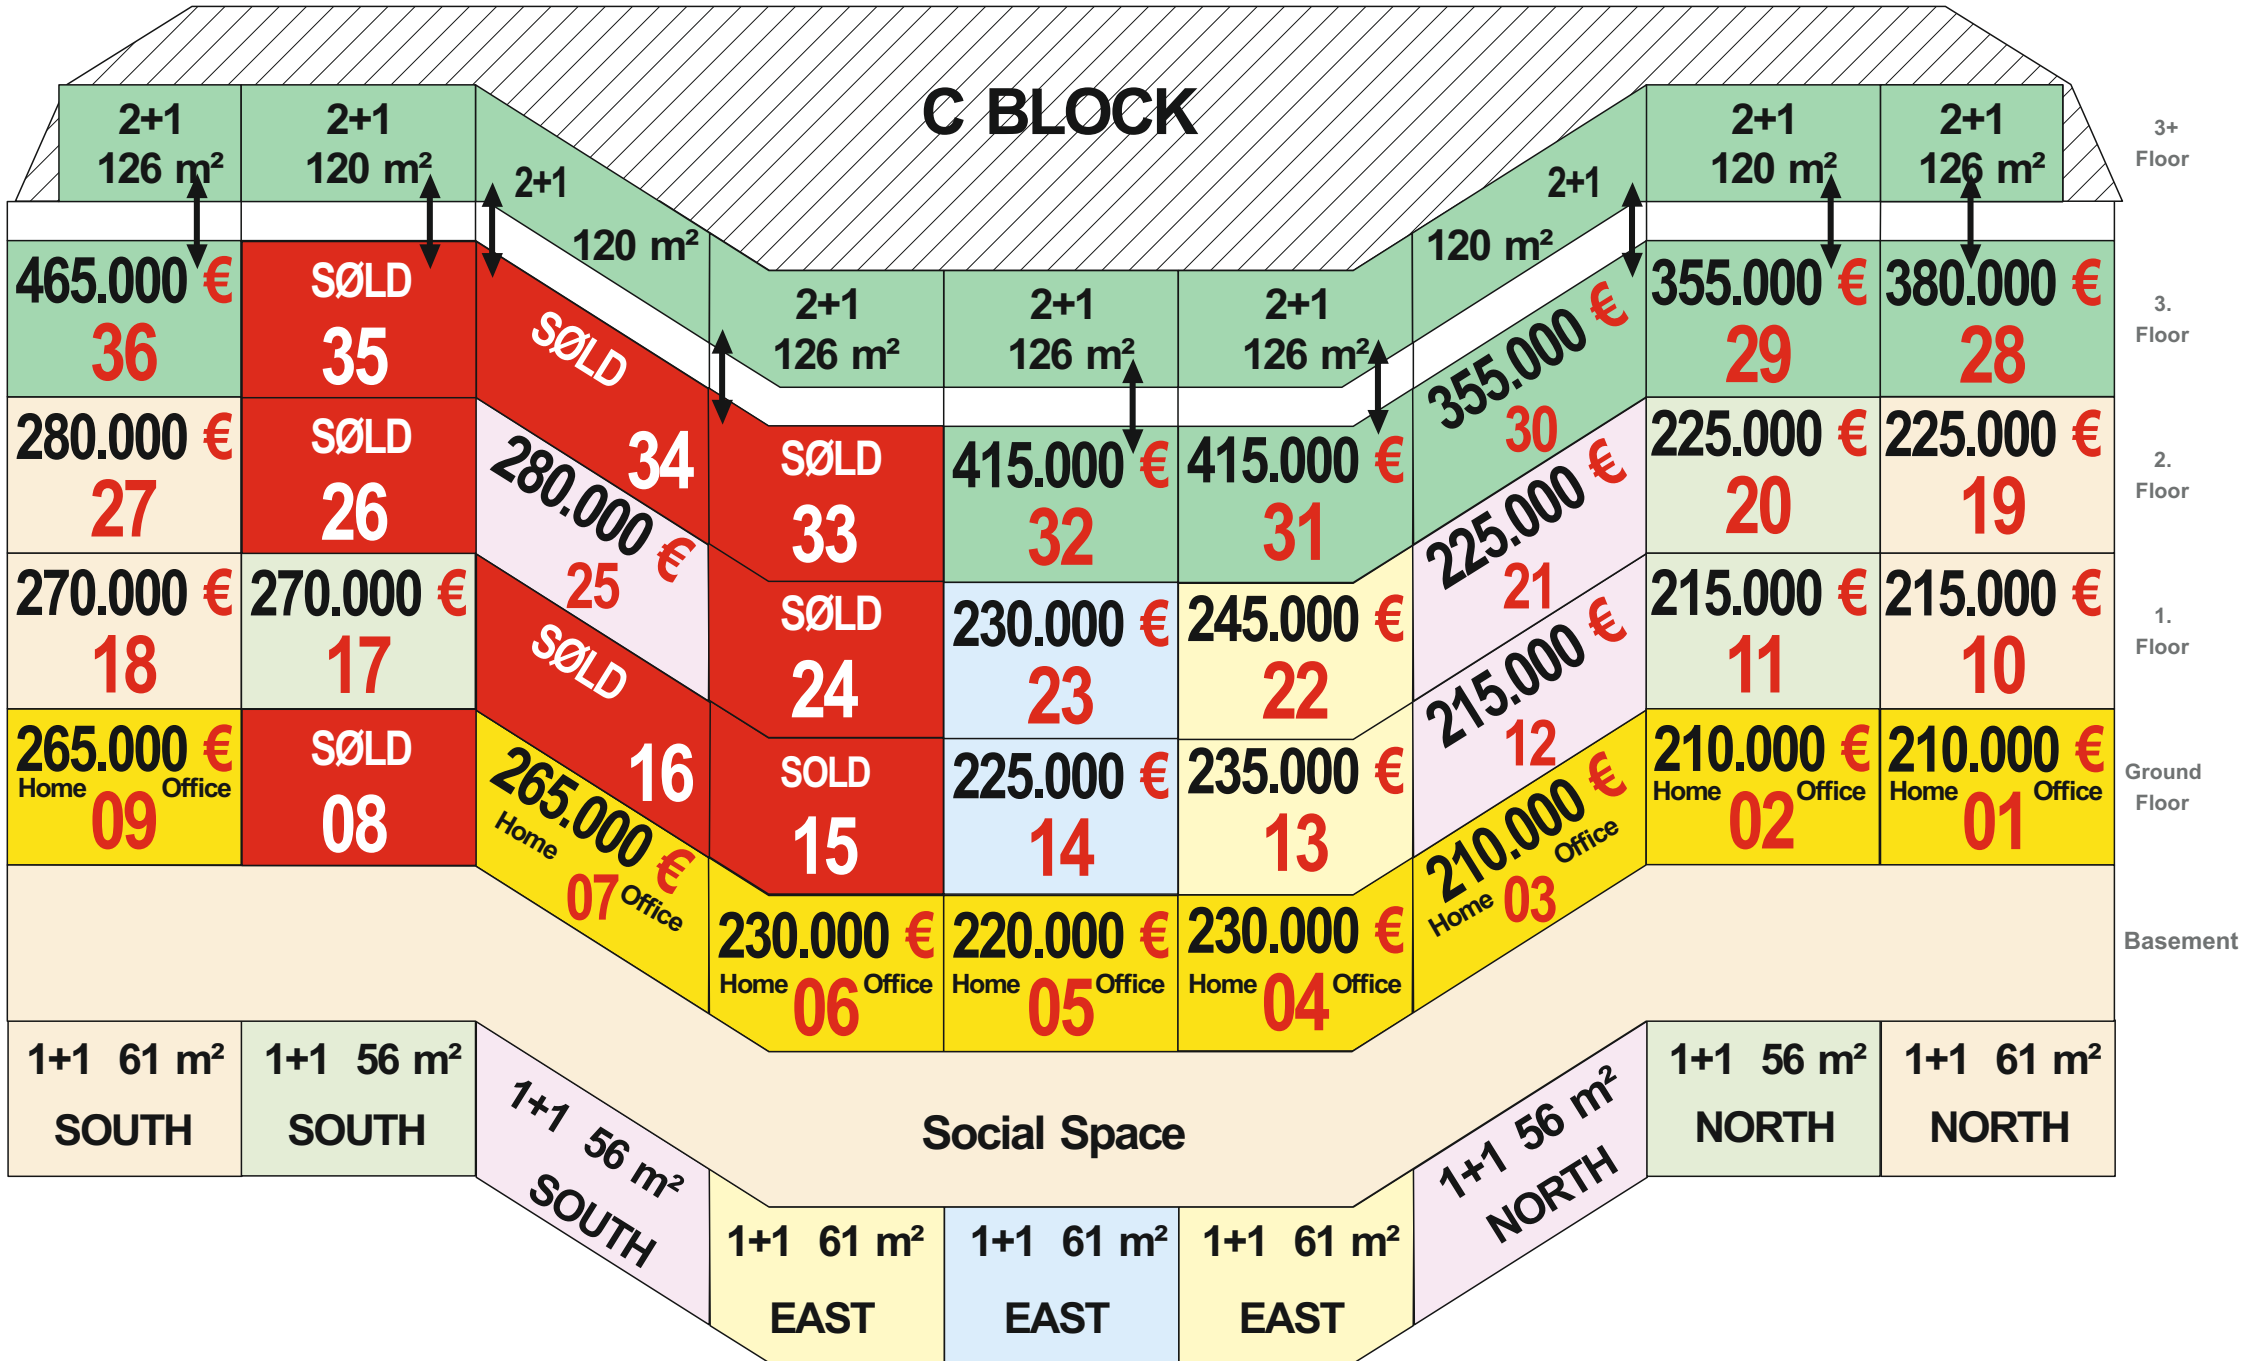 C BLOCK
2+1
126 m²
2+1
120 m²
2+1
120 m²
2+1
126 m²
2+1
126 m²
2+1
126 m²
2+1
120 m²
2+1
120 m²
2+1
126 m²
3+
Floor
465.000 €
36
SØLD
35
SØLD
34
SØLD
33
415.000 €
32
415.000 €
31
355.000 €
30
355.000 €
29
380.000 €
28
3.
Floor
280.000 €
27
SØLD
26
280.000 €
25
SØLD
24
230.000 €
23
245.000 €
22
225.000 €
21
225.000 €
20
225.000 €
19
2.
Floor
270.000 €
18
270.000 €
17
SØLD
16
SOLD
15
225.000 €
14
235.000 €
13
215.000 €
12
215.000 €
11
215.000 €
10
1.
Floor
265.000 €
Home 09 Office
SØLD
08
265.000 €
Home 07 Office
230.000 €
Home 06 Office
220.000 €
Home 05 Office
230.000 €
Home 04 Office
210.000 €
Home 03 Office
210.000 €
Home 02 Office
210.000 €
Home 01 Office
Ground
Floor
Basement
Social Space
1+1 61 m²
SOUTH
1+1 56 m²
SOUTH
1+1 56 m²
SOUTH
1+1 61 m²
EAST
1+1 61 m²
EAST
1+1 61 m²
EAST
1+1 56 m²
NORTH
1+1 56 m²
NORTH
1+1 61 m²
NORTH